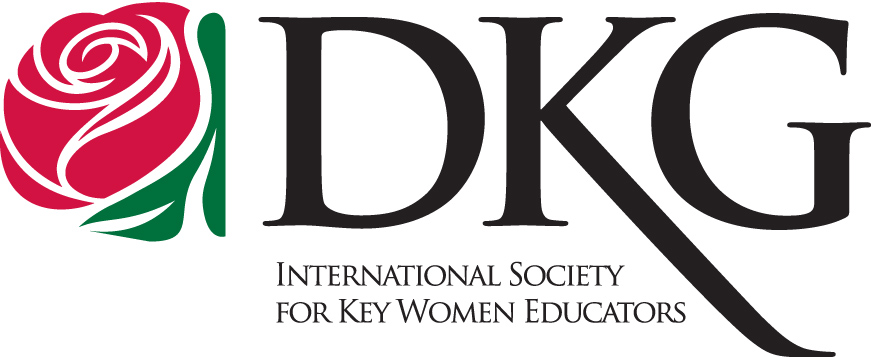 DKG
INTERNATIONAL SOCIETY
FOR KEY WOMEN EDUCATORS